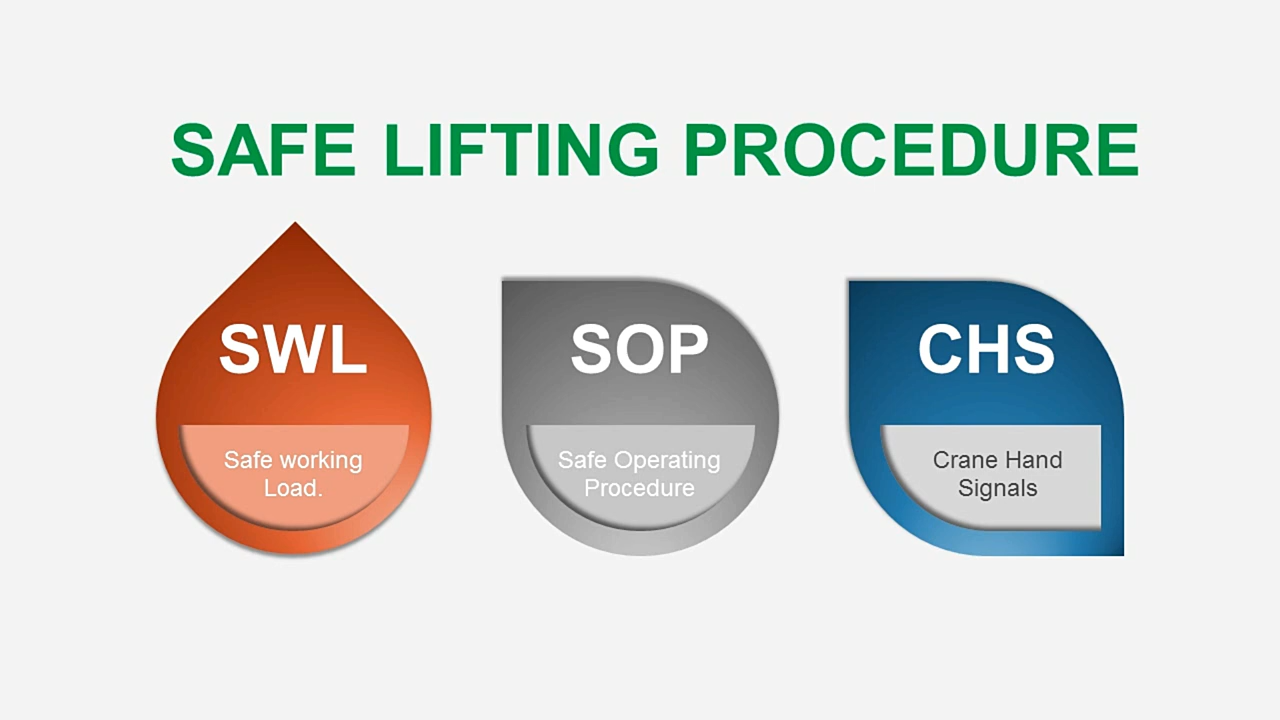 SAFE LIFTING PROCEDURE
SWL
Safe working
Load.
SOP
Safe Operating
Procedure
CHS
Crane Hand
Signals